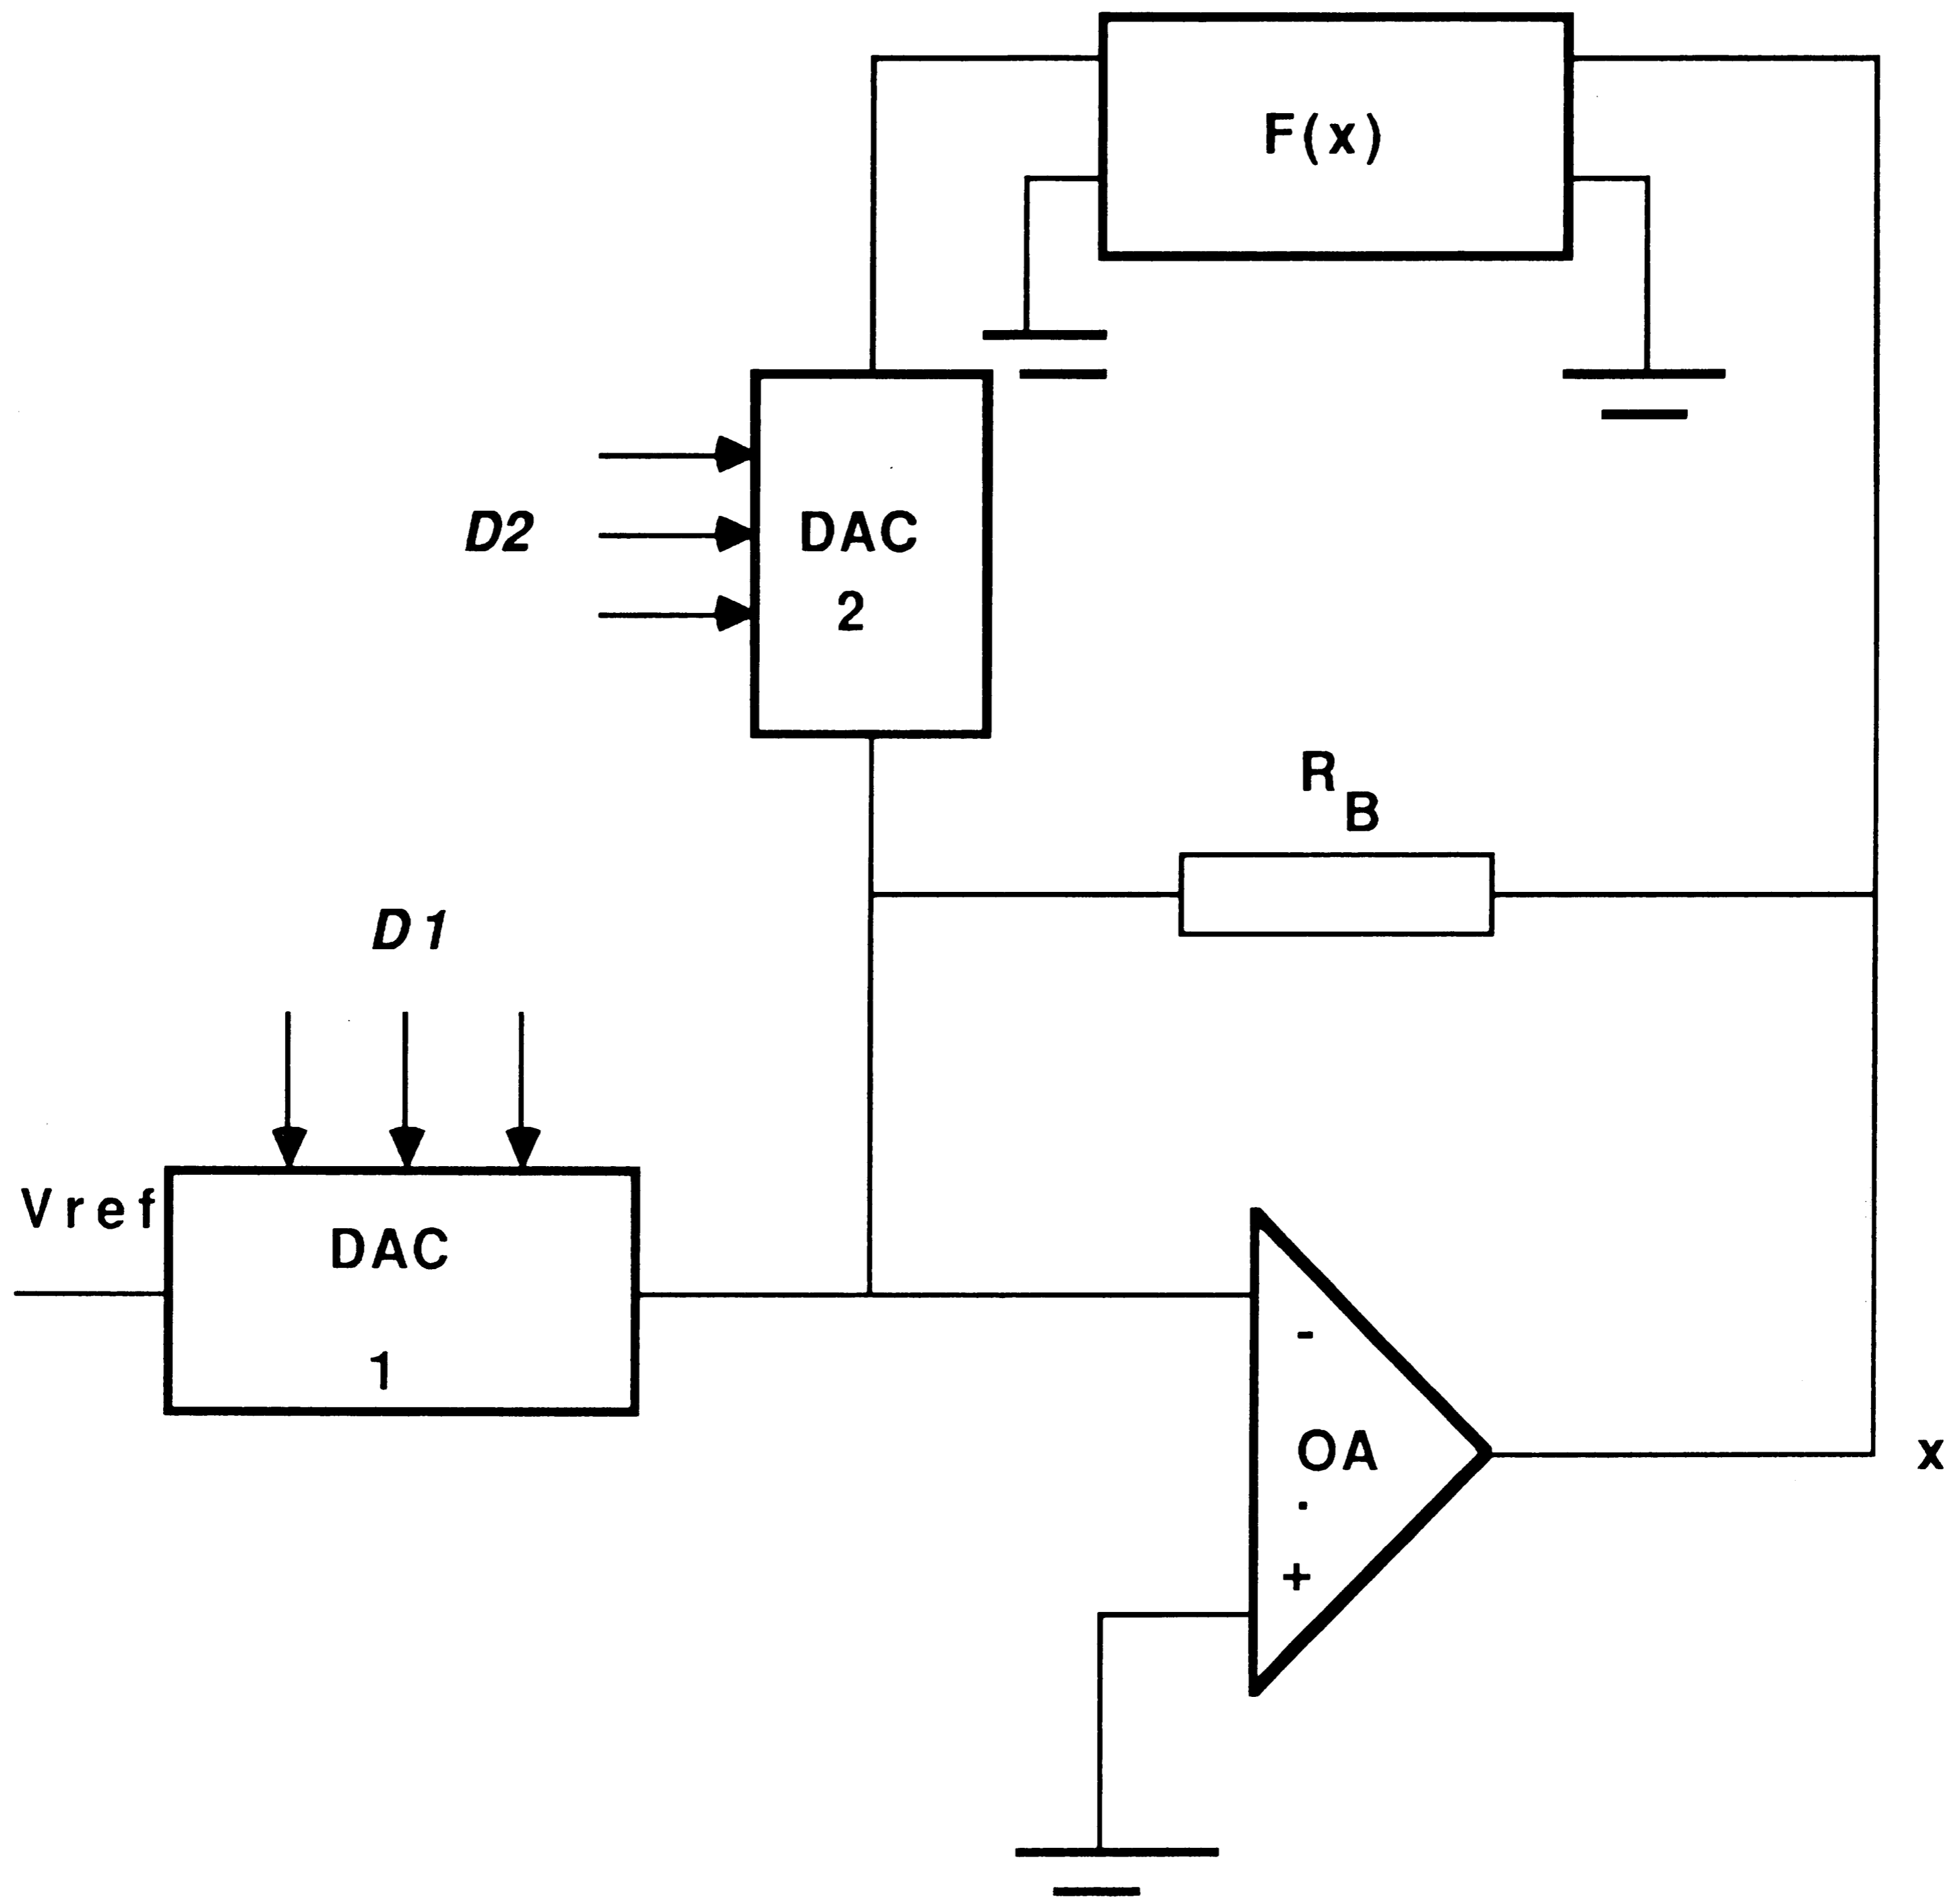 F(x)
D2
DAC
2
R
B
D1
Vref
DAC
1
-
OA
.
+
x